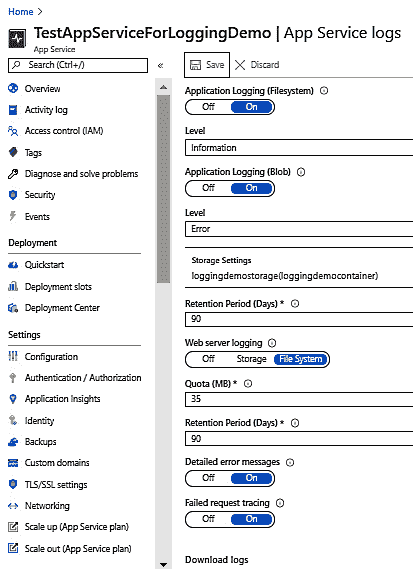 Home
TestAppServiceForLoggingDemo | App Service logs
App Service
Search (Ctrl+/)
«
Overview
Activity log
Access control (IAM)
Tags
Diagnose and solve problems
Security
Events
Deployment
Quickstart
Deployment slots
Deployment Center
Settings
Configuration
Authentication / Authorization
Application Insights
Identity
Backups
Custom domains
TLS/SSL settings
Networking
Scale up (App Service plan)
Scale out (App Service plan)
Save Discard
Application Logging (Filesystem)
Off On
Level
Information
Application Logging (Blob)
Off On
Level
Error
Storage Settings
loggingdemostorage(loggingdemocontainer)
Retention Period (Days) *
90
Web server logging
Off Storage File System
Quota (MB) *
35
Retention Period (Days) *
90
Detailed error messages
Off On
Failed request tracing
Off On
Download logs